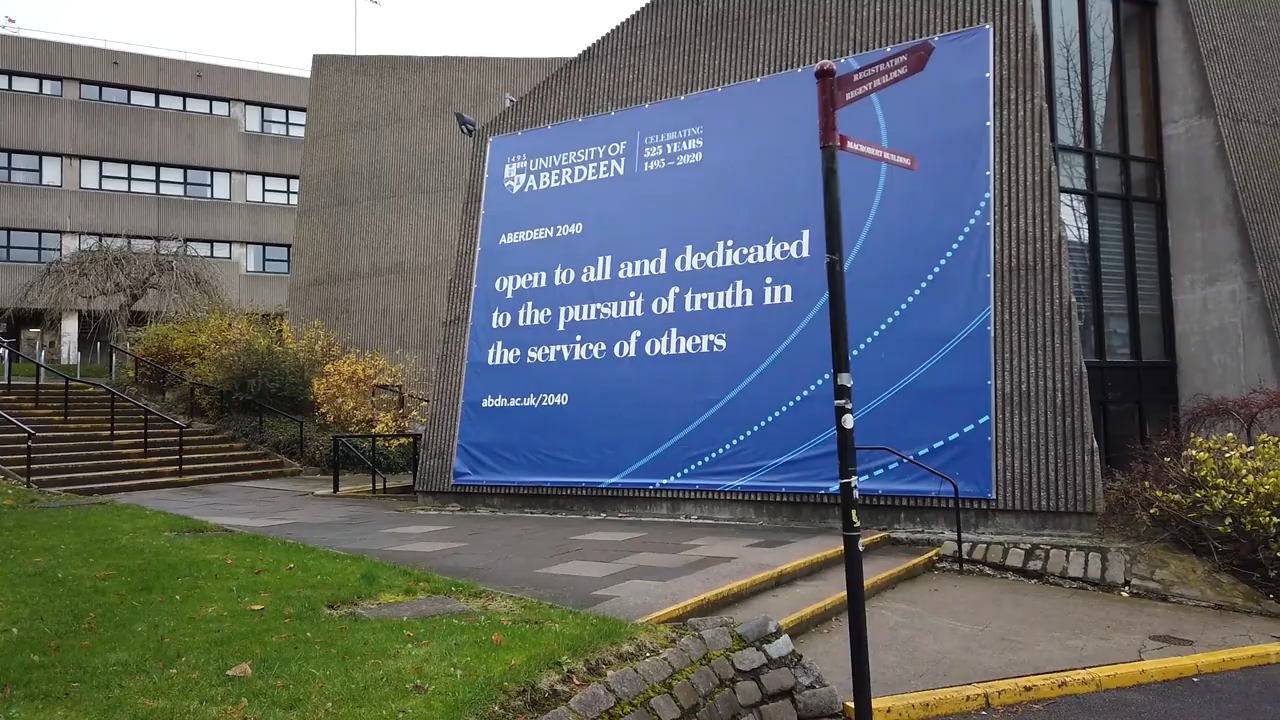 1495
UNIVERSITY OF
ABERDEEN
CELEBRATING
525 YEARS
1495 – 2020
ABERDEEN 2040
open to all and dedicated
to the pursuit of truth in
the service of others
abdn.ac.uk/2040
REGISTRATION
REGENT BUILDING
MACROBERT BUILDING